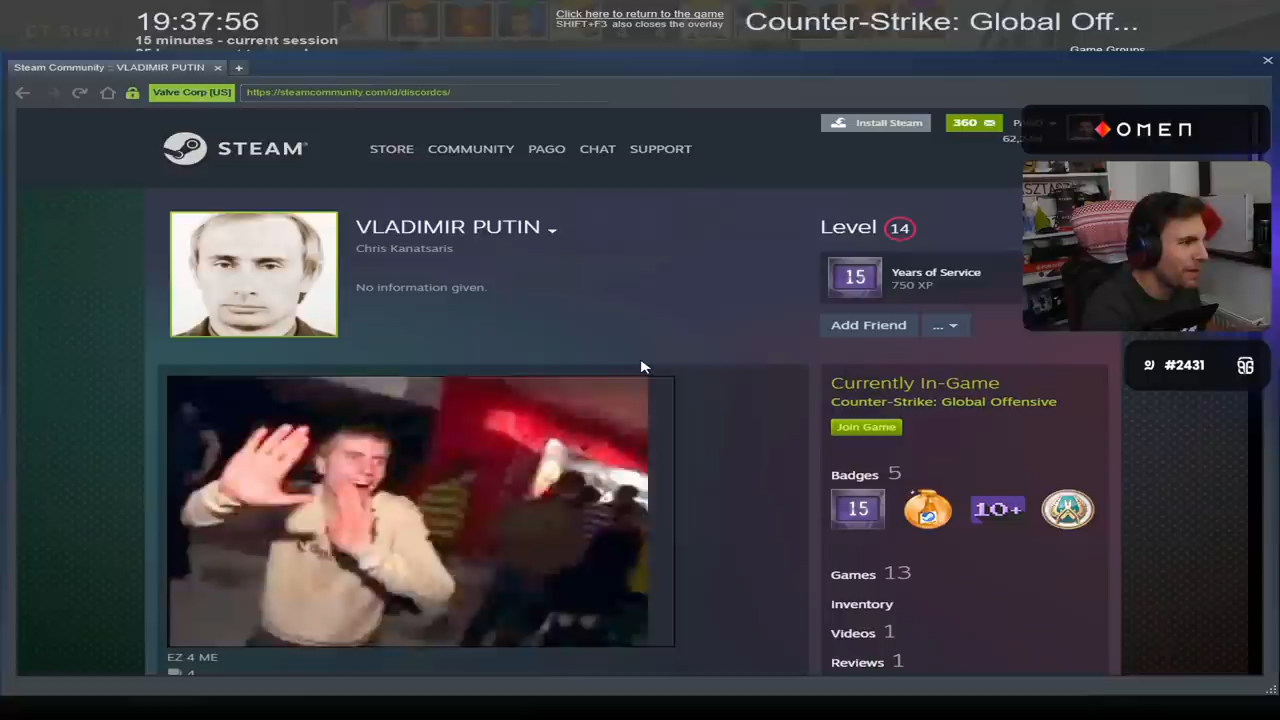 CT Start
19:37:56
15 minutes - current session
Click here to return to the game
SHIFT+F3 also closes the overlay
Counter-Strike: Global Off...
Game Groups
Steam Community :: VLADIMIR PUTIN
Valve Corp [US]
https://steamcommunity.com/id/discordcs/
STEAM®
STORE
COMMUNITY
PAGO
CHAT
SUPPORT
Install Steam
360
OMEN
VLADIMIR PUTIN
Chris Kanatsaris
No information given.
Level 14
15
Years of Service
750 XP
Add Friend
...
#2431
Currently In-Game
Counter-Strike: Global Offensive
Join Game
Badges 5
15
10+
Games 13
Inventory
Videos 1
Reviews 1
EZ 4 ME
4